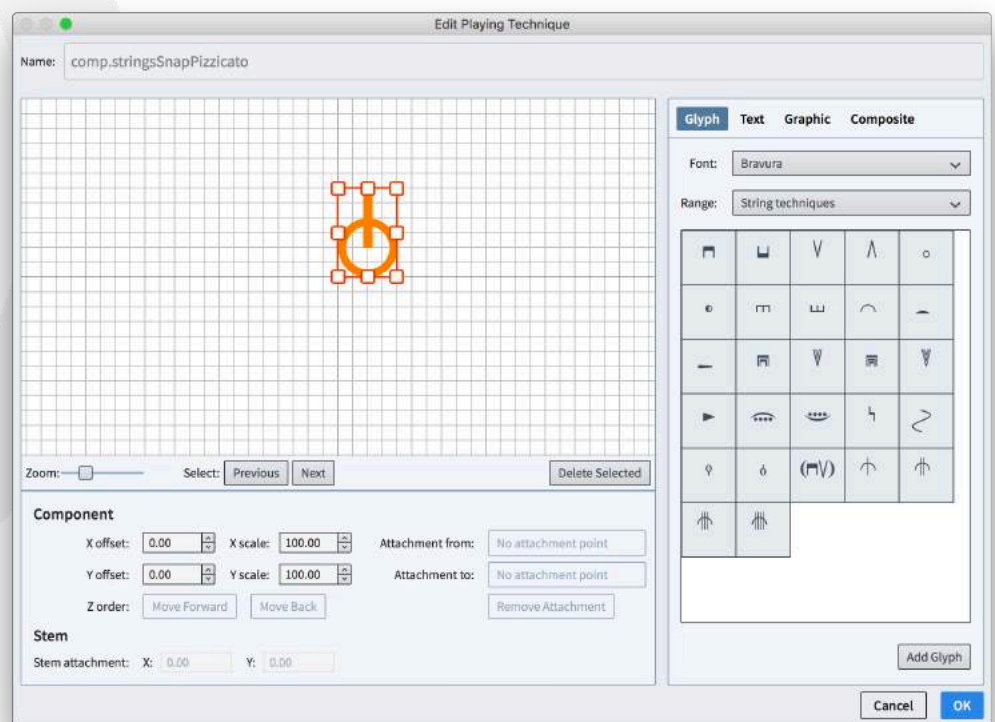 Edit Playing Technique
Name: comp.stringsSnapPizzicato
Glyph Text Graphic Composite
Font: Bravura
Range: String techniques
Zoom: Select: Previous Next Delete Selected
Component
X offset: 0.00 X scale: 100.00 Attachment from: No attachment point
Y offset: 0.00 Y scale: 100.00 Attachment to: No attachment point
Z order: Move Forward Move Back Remove Attachment
Stem
Stem attachment: X: 0.00 Y: 0.00
Add Glyph
Cancel OK